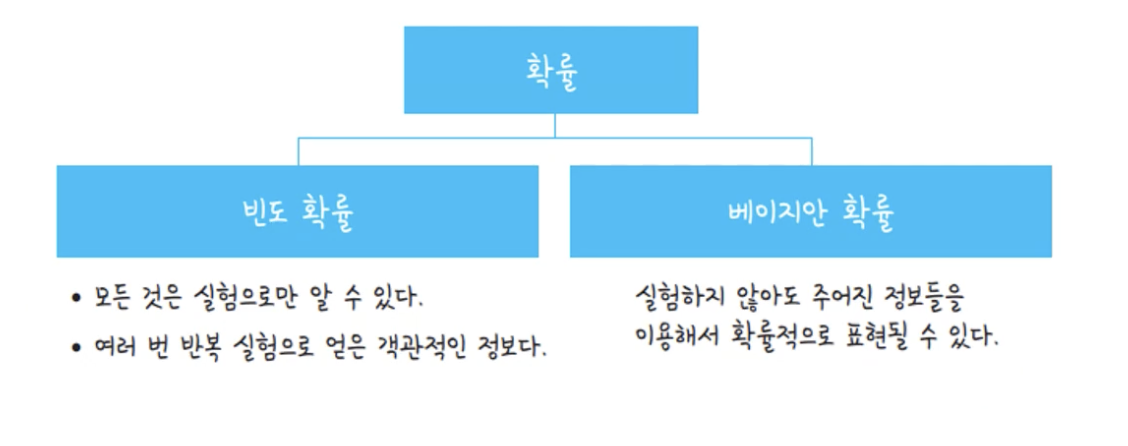 확률
빈도 확률
베이지안 확률
• 모든 것은 실험으로만 알 수 있다.
• 여러 번 반복 실험으로 얻은 객관적인 정보다.
실험하지 않아도 주어진 정보들을
이용해서 확률적으로 표현될 수 있다.